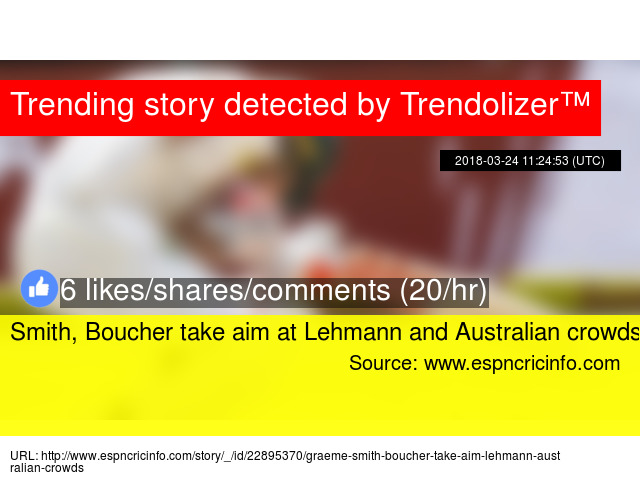 Trending story detected by Trendolizer™
2018-03-24 11:24:53 (UTC)
6 likes/shares/comments (20/hr)
Smith, Boucher take aim at Lehmann and Australian crowds
Source: www.espncricinfo.com
URL: http://www.espncricinfo.com/story/_/id/22895370/graeme-smith-boucher-take-aim-lehmann-aust
ralian-crowds